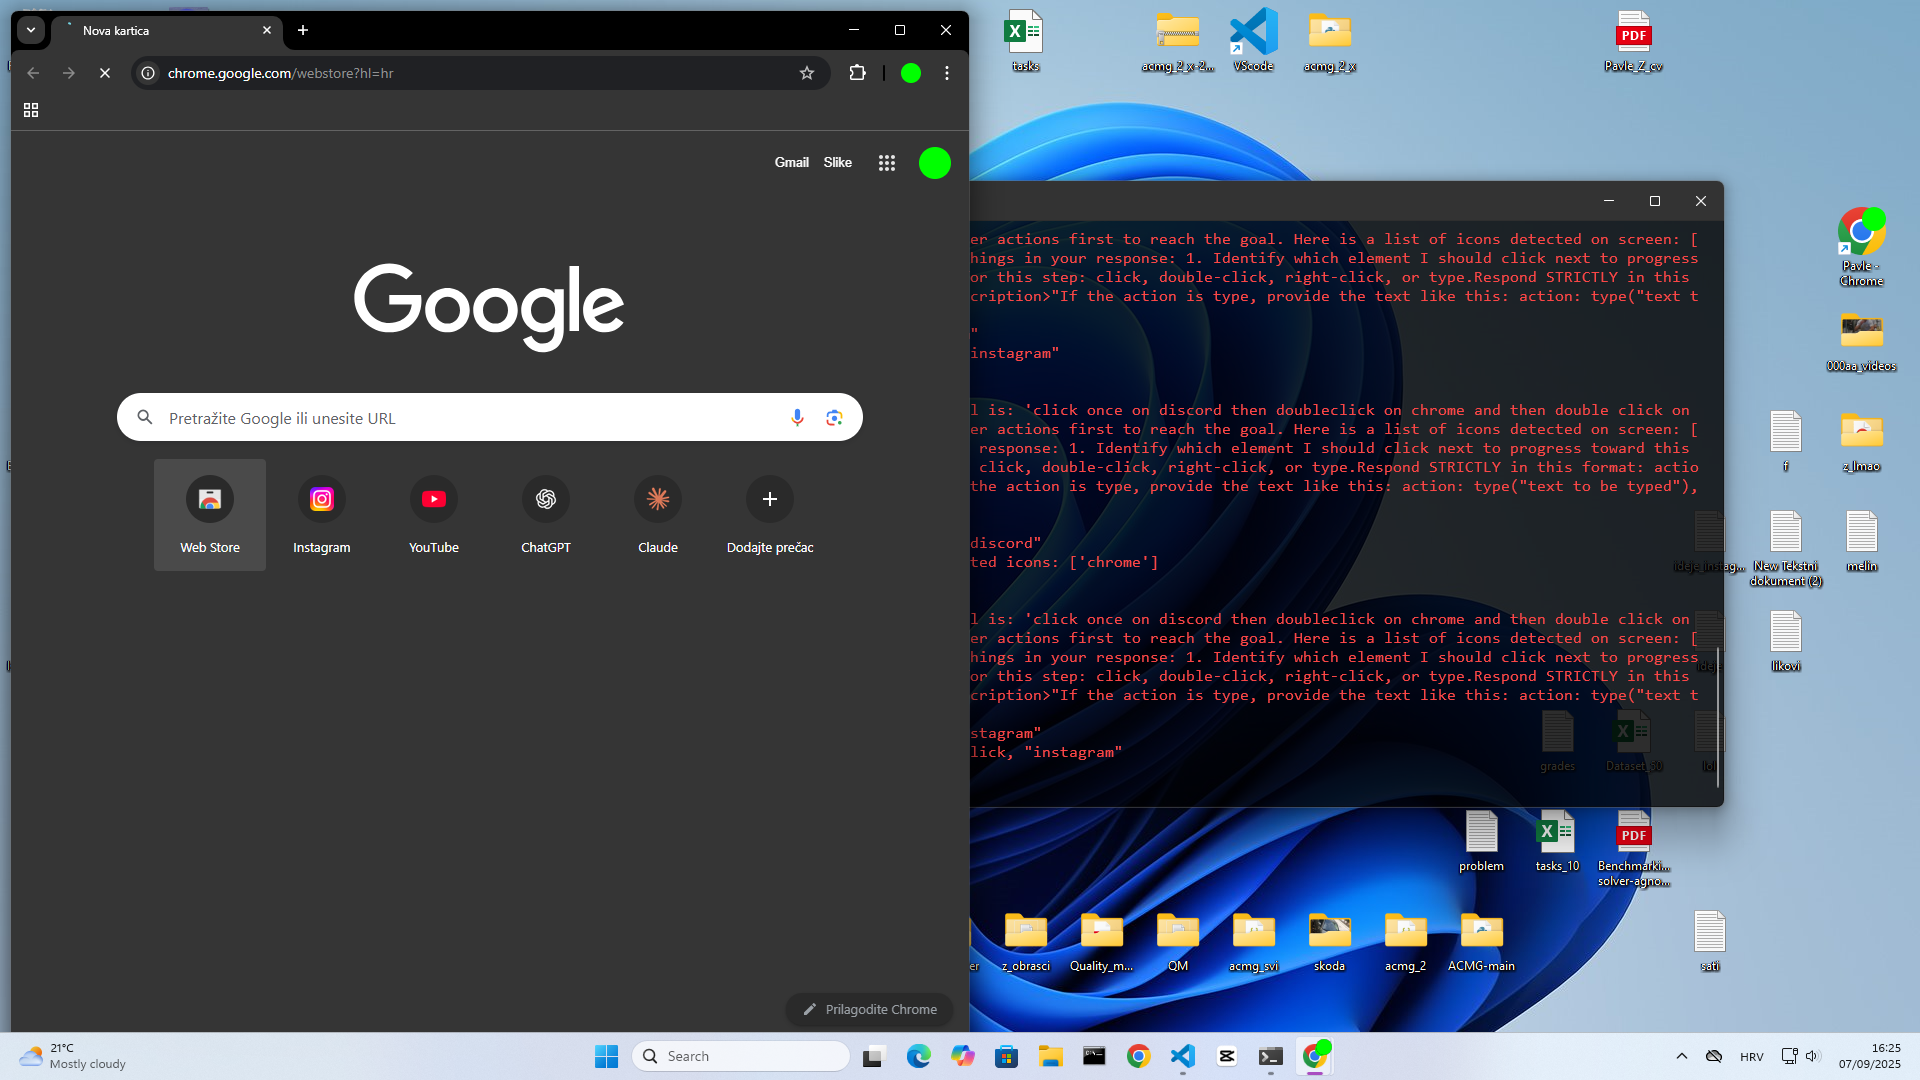 Nova kartica
chrome.google.com/webstore?hl=hr
Gmail
Slike
Google
Pretražite Google ili unesite URL
Web Store
Instagram
YouTube
ChatGPT
Claude
Dodajte prečac
Prilagodite Chrome
tasks
acmg_2_x-2...
VScode
acmg_2_x
PDF
Pavle_Z_cv
er actions first to reach the goal. Here is a list of icons detected on screen: [
hings in your response: 1. Identify which element I should click next to progress
or this step: click, double-click, right-click, or type.Respond STRICTLY in this
cription>"If the action is type, provide the text like this: action: type("text t
"
instagram"
l is: 'click once on discord then doubleclick on chrome and then double click on
er actions first to reach the goal. Here is a list of icons detected on screen: [
 response: 1. Identify which element I should click next to progress toward this
 click, double-click, right-click, or type.Respond STRICTLY in this format: actio
the action is type, provide the text like this: action: type("text to be typed"),
discord"
ted icons: ['chrome']
l is: 'click once on discord then doubleclick on chrome and then double click on
er actions first to reach the goal. Here is a list of icons detected on screen: [
hings in your response: 1. Identify which element I should click next to progress
or this step: click, double-click, right-click, or type.Respond STRICTLY in this
cription>"If the action is type, provide the text like this: action: type("text t
stagram"
lick, "instagram"
Pavle -
Chrome
000aa_videos
f
z_lmao
ideje_instag...
New Tekstni
dokument (2)
melin
ideje
likovi
grades
Dataset_30
lol
problem
tasks_10
PDF
Benchmarki...
solver-agno...
er
z_obrasci
Quality_m...
QM
acmg_svi
skoda
acmg_2
ACMG-main
sati
21°C
Mostly cloudy
Search
HRV
16:25
07/09/2025